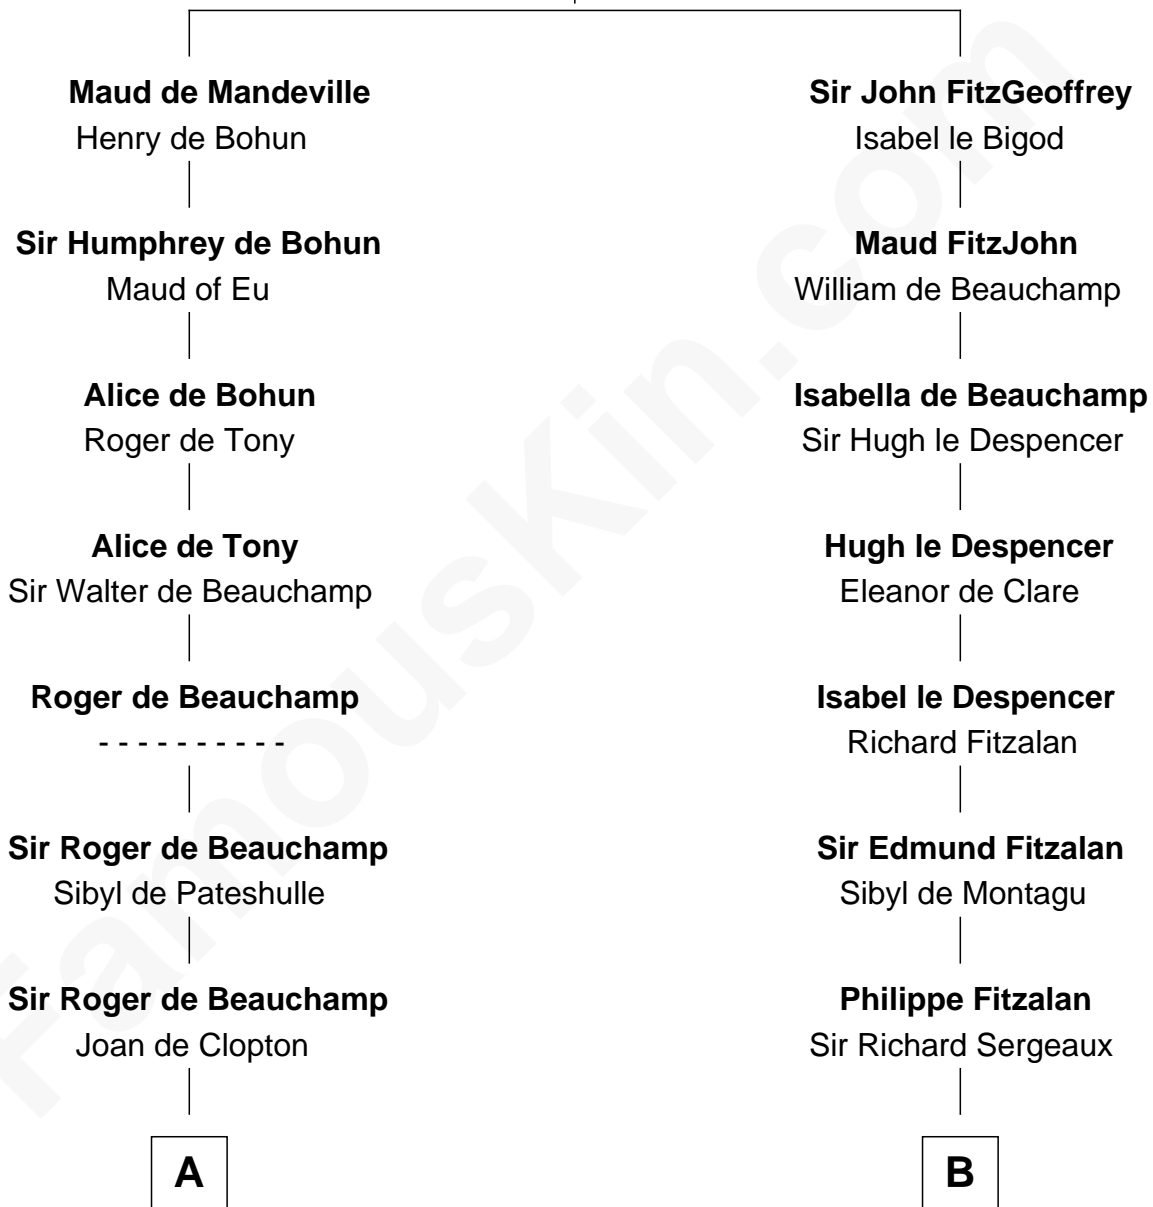 Maud de Mandeville
Henry de Bohun
Sir Humphrey de Bohun
Maud of Eu
Alice de Bohun
Roger de Tony
Alice de Tony
Sir Walter de Beauchamp
Roger de Beauchamp
- - - - - - - - - -
Sir Roger de Beauchamp
Sibyl de Pateshulle
Sir Roger de Beauchamp
Joan de Clopton
A
Sir John FitzGeoffrey
Isabel le Bigod
Maud FitzJohn
William de Beauchamp
Isabella de Beauchamp
Sir Hugh le Despencer
Hugh le Despencer
Eleanor de Clare
Isabel le Despencer
Richard Fitzalan
Sir Edmund Fitzalan
Sibyl de Montagu
Philippe Fitzalan
Sir Richard Sergeaux
B
FamousKin.com